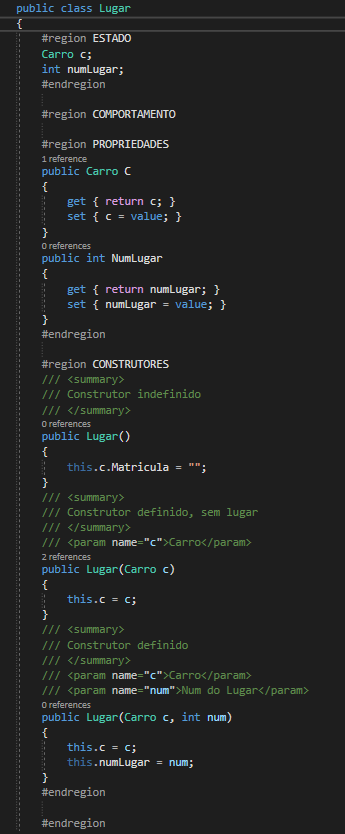 public class Lugar
{
#region ESTADO
Carro c;
int numLugar;
#endregion
#region COMPORTAMENTO
#region PROPRIEDADES
1 reference
public Carro C
{
get { return c; }
set { c = value; }
}
0 references
public int NumLugar
{
get { return numLugar; }
set { numLugar = value; }
}
#endregion
#region CONSTRUTORES
/// <summary>
/// Construtor indefinido
/// </summary>
0 references
public Lugar()
{
this.c.Matricula = "";
}
/// <summary>
/// Construtor definido, sem lugar
/// </summary>
/// <param name="c">Carro</param>
2 references
public Lugar(Carro c)
{
this.c = c;
}
/// <summary>
/// Construtor definido
/// </summary>
/// <param name="c">Carro</param>
/// <param name="num">Num do Lugar</param>
0 references
public Lugar(Carro c, int num)
{
this.c = c;
this.numLugar = num;
}
#endregion
#endregion